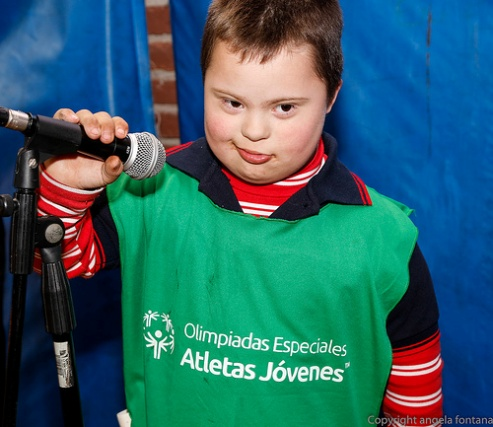 Olimpiadas Especiales
Atletas Jóvenes
Copyright angela fontana